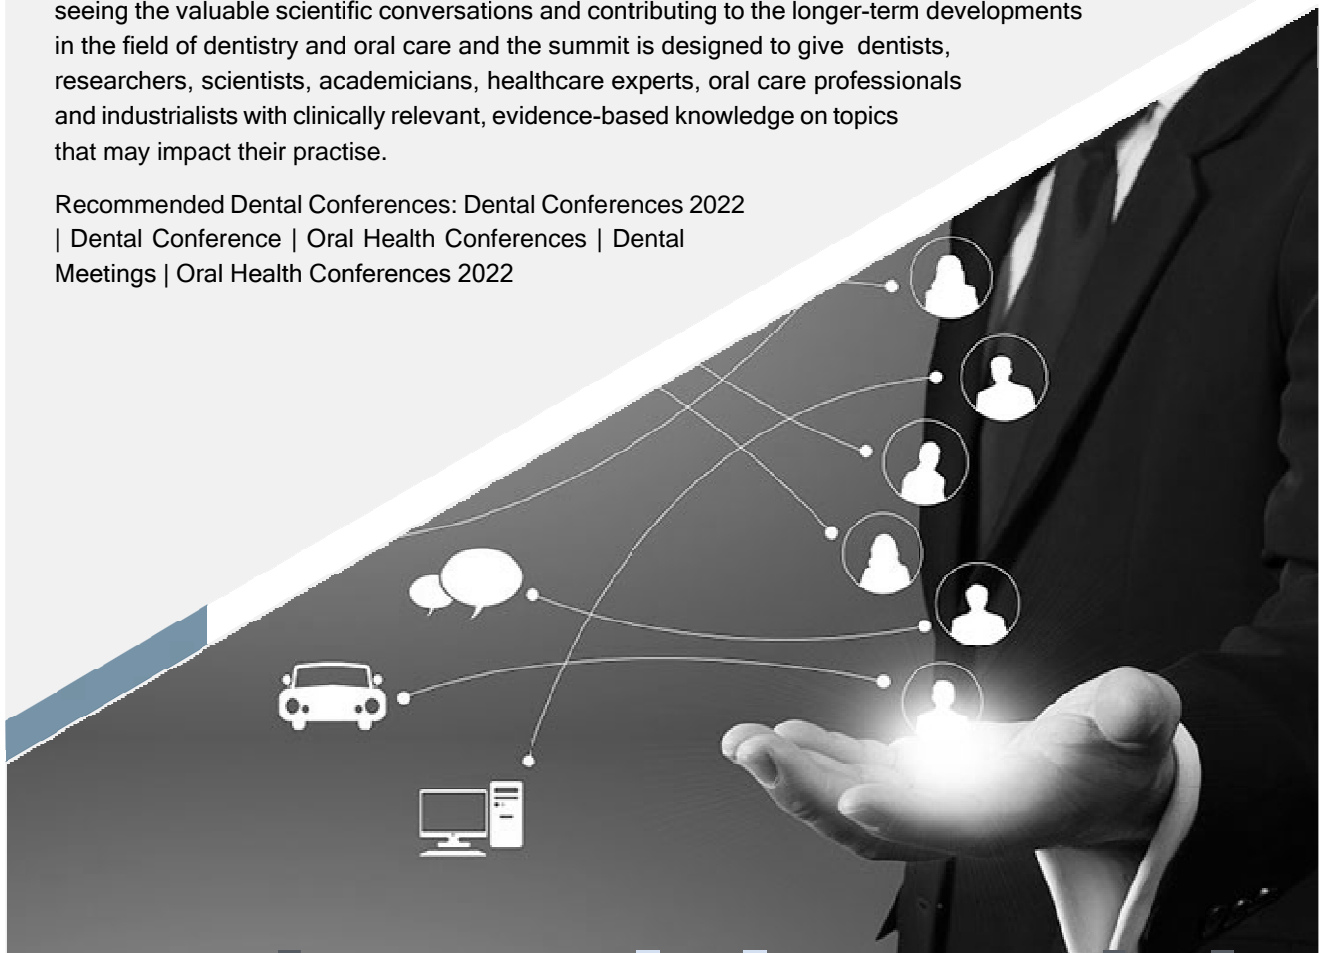 seeing the valuable scientific conversations and contributing to the longer-term developments
in the field of dentistry and oral care and the summit is designed to give dentists,
researchers, scientists, academicians, healthcare experts, oral care professionals
and industrialists with clinically relevant, evidence-based knowledge on topics
that may impact their practise.
Recommended Dental Conferences: Dental Conferences 2022
| Dental Conference | Oral Health Conferences | Dental
Meetings | Oral Health Conferences 2022